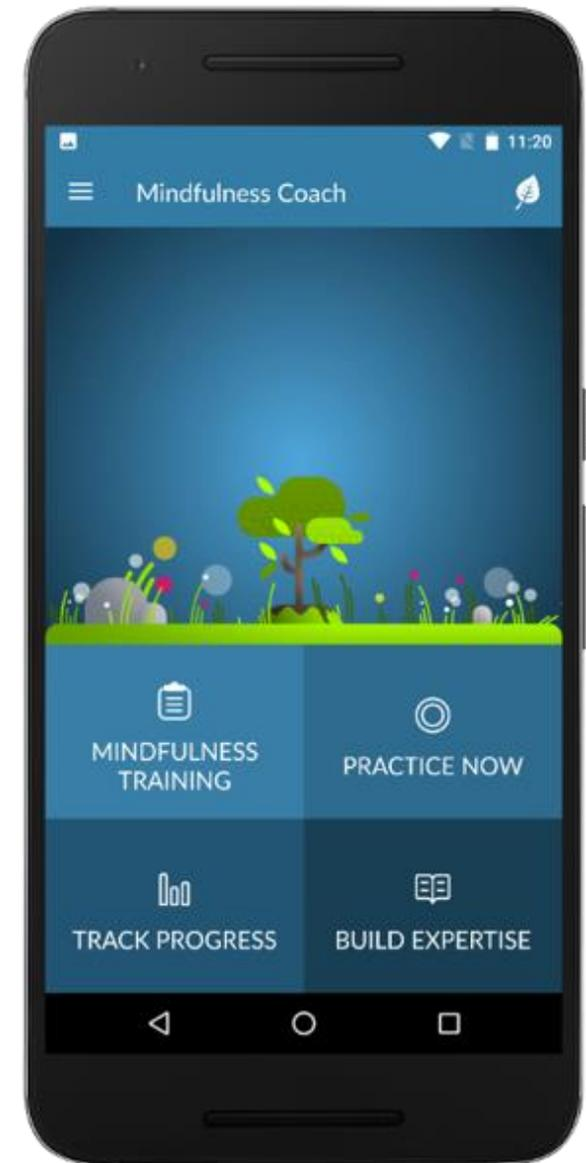 11:20
Mindfulness Coach
MINDFULNESS
TRAINING
PRACTICE NOW
TRACK PROGRESS
BUILD EXPERTISE